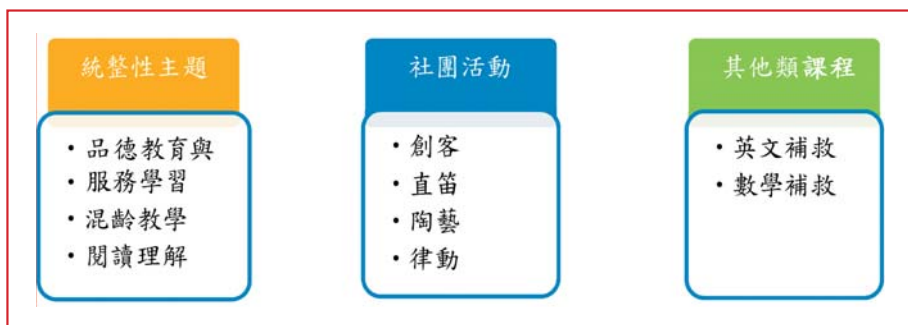 統整性主題
・品德教育與
・服務學習
・混齡教學
・閱讀理解
社團活動
・創客
・直笛
・陶藝
・律動
其他類課程
・英文補救
・數學補救